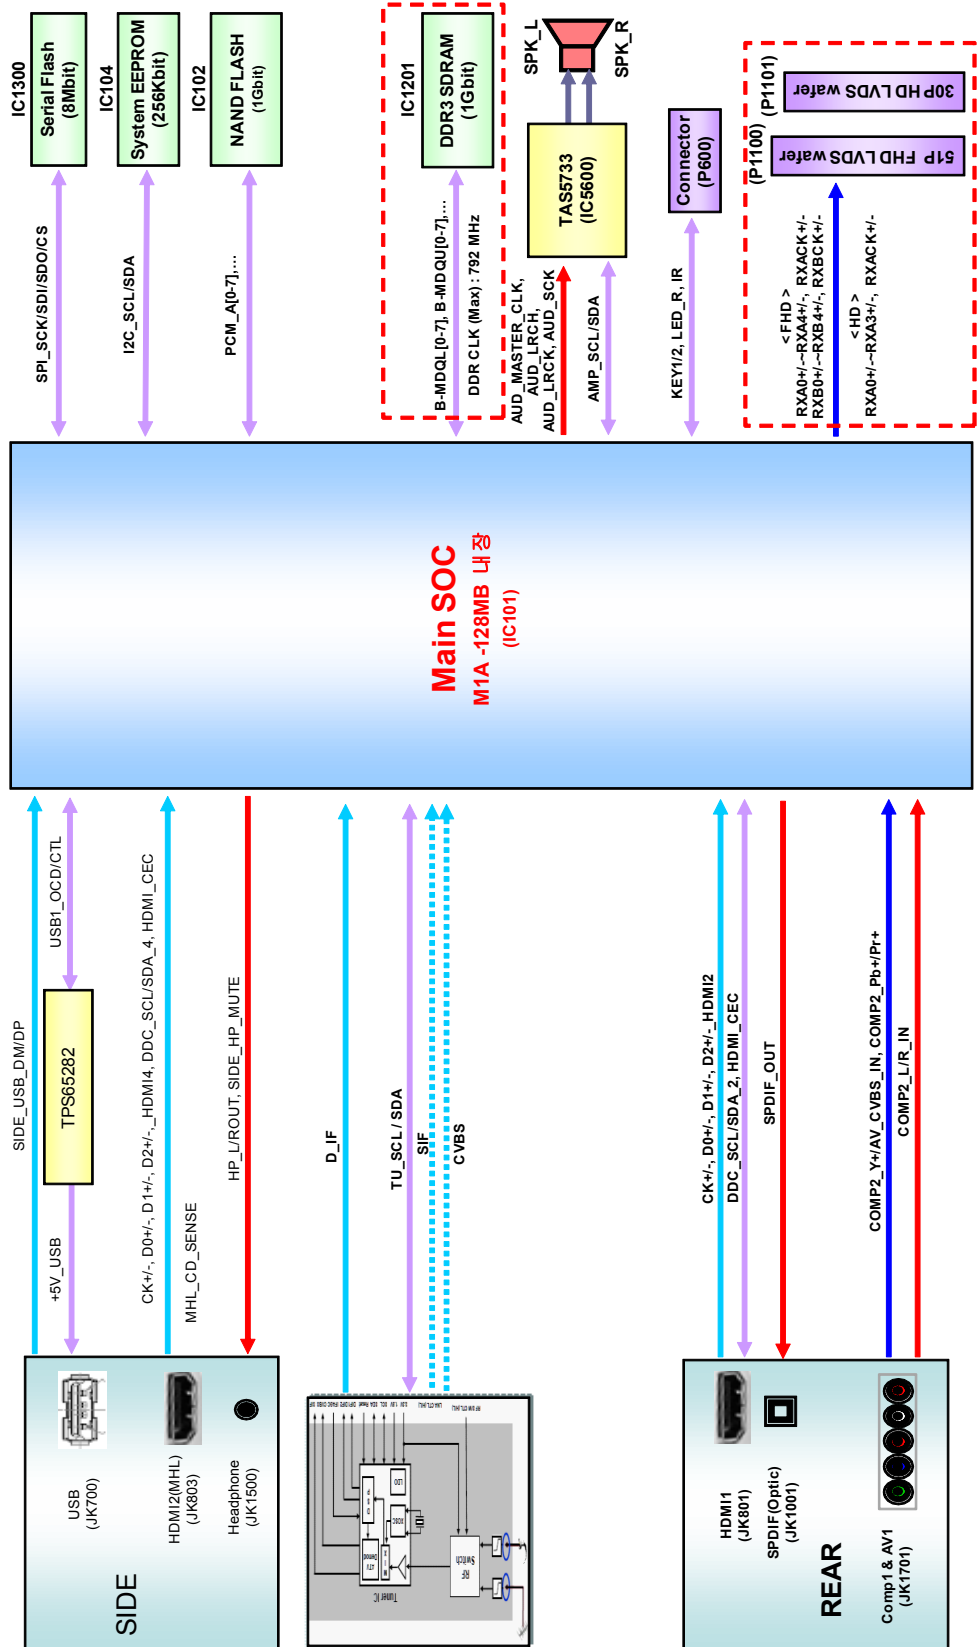 SIDE
USB
(JK700)
HDMI2(MHL)
(JK803)
Headphone
(JK1500)
+5V_USB
TPS65282
SIDE_USB_DM/DP
USB1_OCD/CTL
CK+/-, D0+/-, D1+/-, D2+/-_HDMI4, DDC_SCL/SDA_4, HDMI_CEC
MHL_CD_SENSE
HP_L/ROUT, SIDE_HP_MUTE
Tuner IC
ATV
Demod
XOSC
LDO
RF
Switch
D_IF
TU_SCL / SDA
SIF
CVBS
REAR
HDMI1
(JK801)
SPDIF(Optic)
(JK1001)
Comp1 & AV1
(JK1701)
CK+/-, D0+/-, D1+/-, D2+/-_HDMI2
DDC_SCL/SDA_2, HDMI_CEC
SPDIF_OUT
COMP2_Y+/AV_CVBS_IN, COMP2_Pb+/Pr+
COMP2_L/R_IN
Main SOC
M1A -128MB 내장
(IC101)
SPI_SCK/SDI/SDO/CS
IC1300
Serial Flash
(8Mbit)
I2C_SCL/SDA
IC104
System EEPROM
(256Kbit)
PCM_A[0-7],...
IC102
NAND FLASH
(1Gbit)
B-MDQL[0-7], B-MDQU[0-7],...
DDR CLK (Max) : 792 MHz
IC1201
DDR3 SDRAM
(1Gbit)
AUD_MASTER_CLK,
AUD_LRCH,
AUD_LRCK, AUD_SCK
AMP_SCL/SDA
TAS5733
(IC5600)
SPK_L
SPK_R
KEY1/2, LED_R, IR
Connector
(P600)
<FHD >
RXA0+/-~RXA4+/-, RXACK+/-
RXB0+/-~RXB4+/-, RXBCK+/-
<HD >
RXA0+/-~RXA3+/-, RXACK+/-
(P1100)
51P FHD LVDS wafer
(P1101)
30P HD LVDS wafer